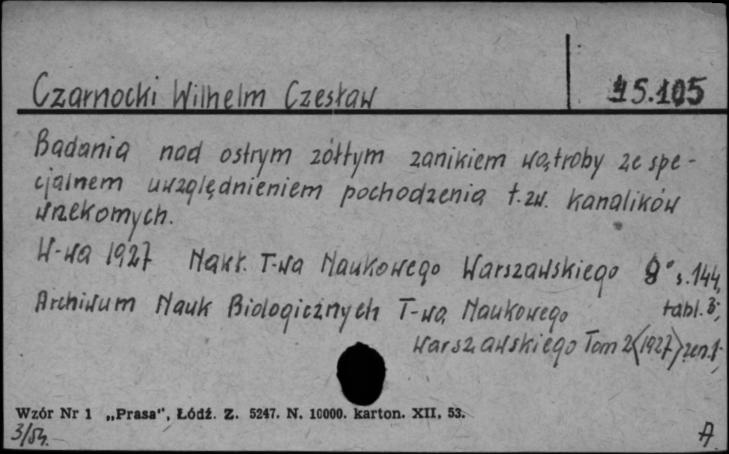 Czarnocki Wilhelm Czesław 15.105
Badania nad ostrym żółtym zanikiem wątroby ze spe-
cjalnem uwzględnieniem pochodzenia t.zw. kanalików
wrzekomych.
W-wa 1927 Nakł. T-wa Naukowego Warszawskiego 8° s.144,
Archiwum Nauk Biologicznych T-wa Naukowego tabl. 3;
Warszawskiego Tom 2(1927) zesz.1;
Wzór Nr 1 „Prasa", Łódź. Z. 5247. N. 10000. karton. XII. 53.
3/54. A